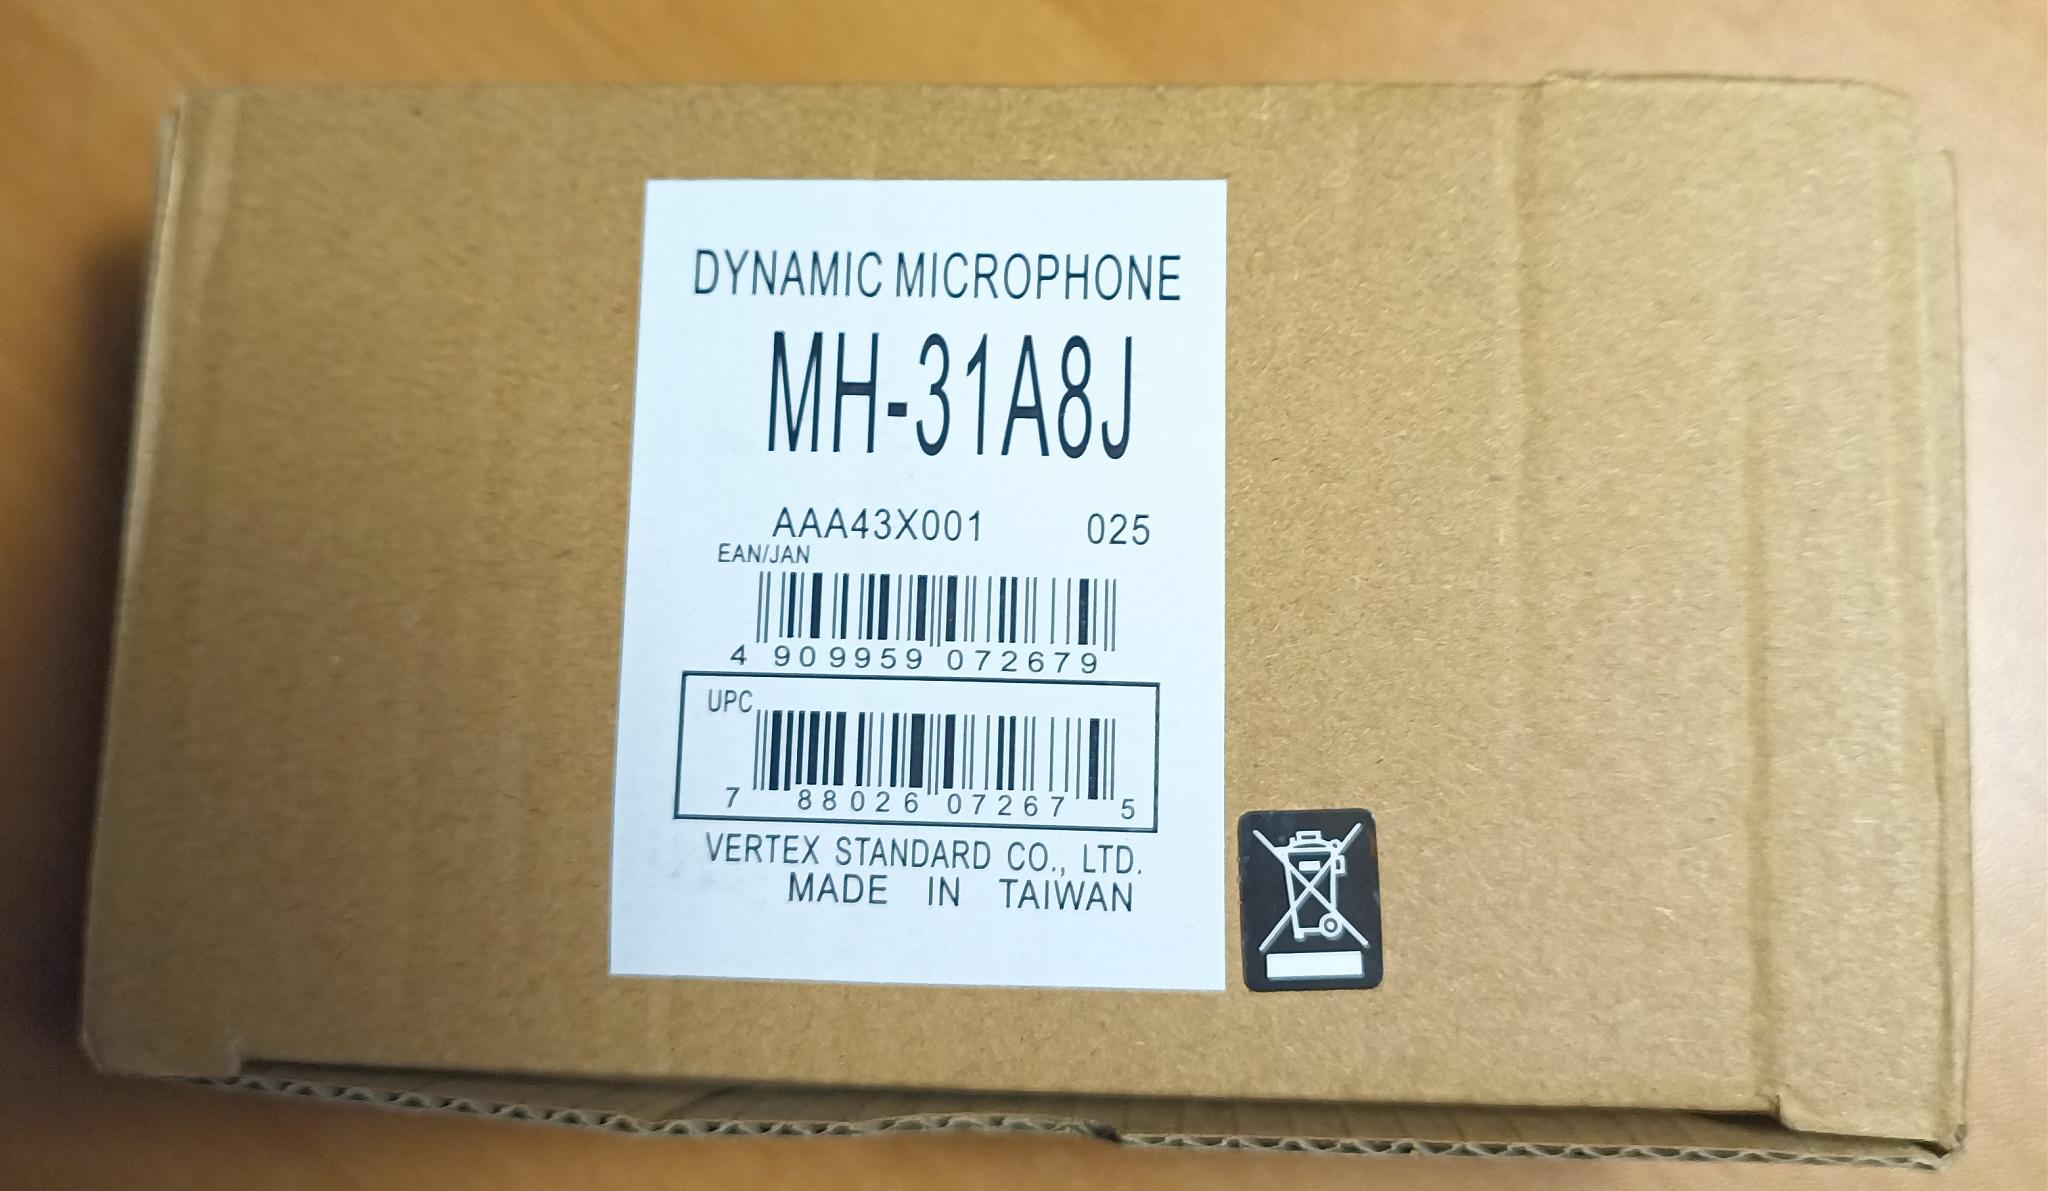 DYNAMIC MICROPHONE
MH-31A8J
AAA43X001 025
EAN/JAN
4 909959 072679
UPC
7 88026 07267 5
VERTEX STANDARD CO., LTD.
MADE IN TAIWAN